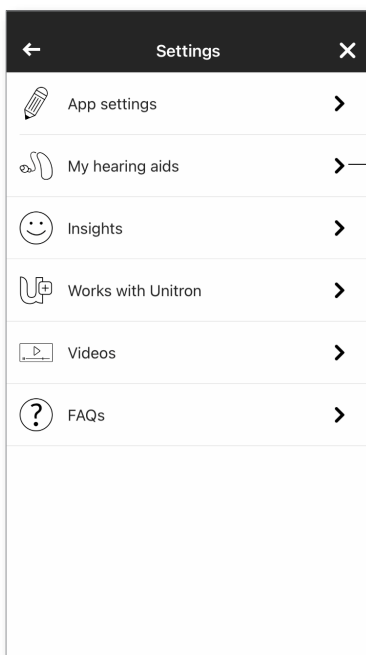 Settings
App settings
My hearing aids
Insights
Works with Unitron
Videos
FAQs